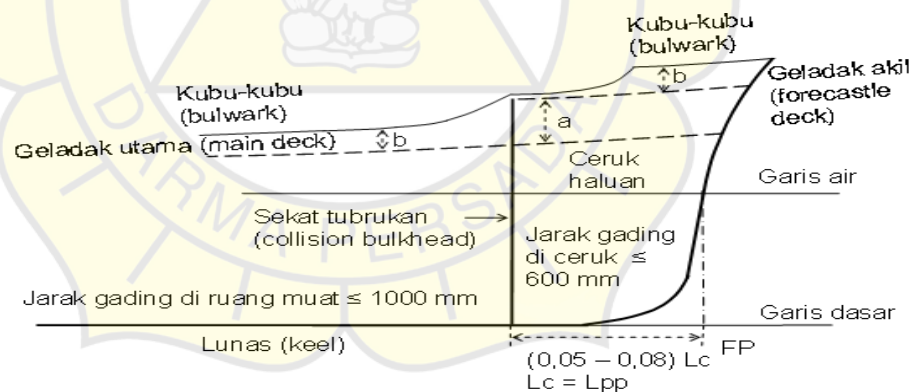 Kubu-kubu
(bulwark)
Geladak akil
(forecastle
deck)
b
Kubu-kubu
(bulwark)
a
Geladak utama (main deck)
b
Ceruk
haluan
Garis air
Sekat tubrukan
(collision bulkhead)
Jarak gading
di ceruk ≤
600 mm
Jarak gading di ruang muat ≤ 1000 mm
Garis dasar
Lunas (keel)
FP
(0,05 – 0,08) Lc
Lc = Lpp
DARMA PERSADA